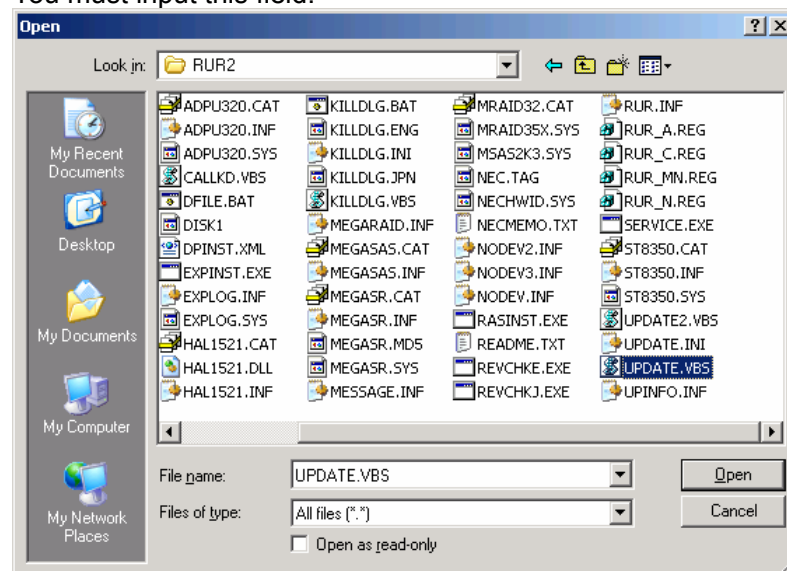 You must input this field.
Open
Look in: RUR2
My Recent Documents
Desktop
My Documents
My Computer
My Network Places
ADPU320.CAT
ADPU320.INF
ADPU320.SYS
CALLKD.VBS
DFILE.BAT
DISK1
DPINST.XML
EXPINST.EXE
EXPLOG.INF
EXPLOG.SYS
HAL1521.CAT
HAL1521.DLL
HAL1521.INF
KILLDLG.BAT
KILLDLG.ENG
KILLDLG.INI
KILLDLG.JPN
KILLDLG.VBS
MEGARAID.INF
MEGASAS.CAT
MEGASAS.INF
MEGASR.CAT
MEGASR.INF
MEGASR.MD5
MEGASR.SYS
MESSAGE.INF
MRAID32.CAT
MRAID35X.SYS
MSAS2K3.SYS
NEC.TAG
NECHWID.SYS
NECMEMO.TXT
NODEV2.INF
NODEV3.INF
NODEV.INF
RASINST.EXE
README.TXT
REVCHKE.EXE
REVCHKJ.EXE
RUR.INF
RUR_A.REG
RUR_C.REG
RUR_MN.REG
RUR_N.REG
SERVICE.EXE
ST8350.CAT
ST8350.INF
ST8350.SYS
UPDATE2.VBS
UPDATE.INI
UPDATE.VBS
UPINFO.INF
File name: UPDATE.VBS Open
Files of type: All files (*.*) Cancel
Open as read-only